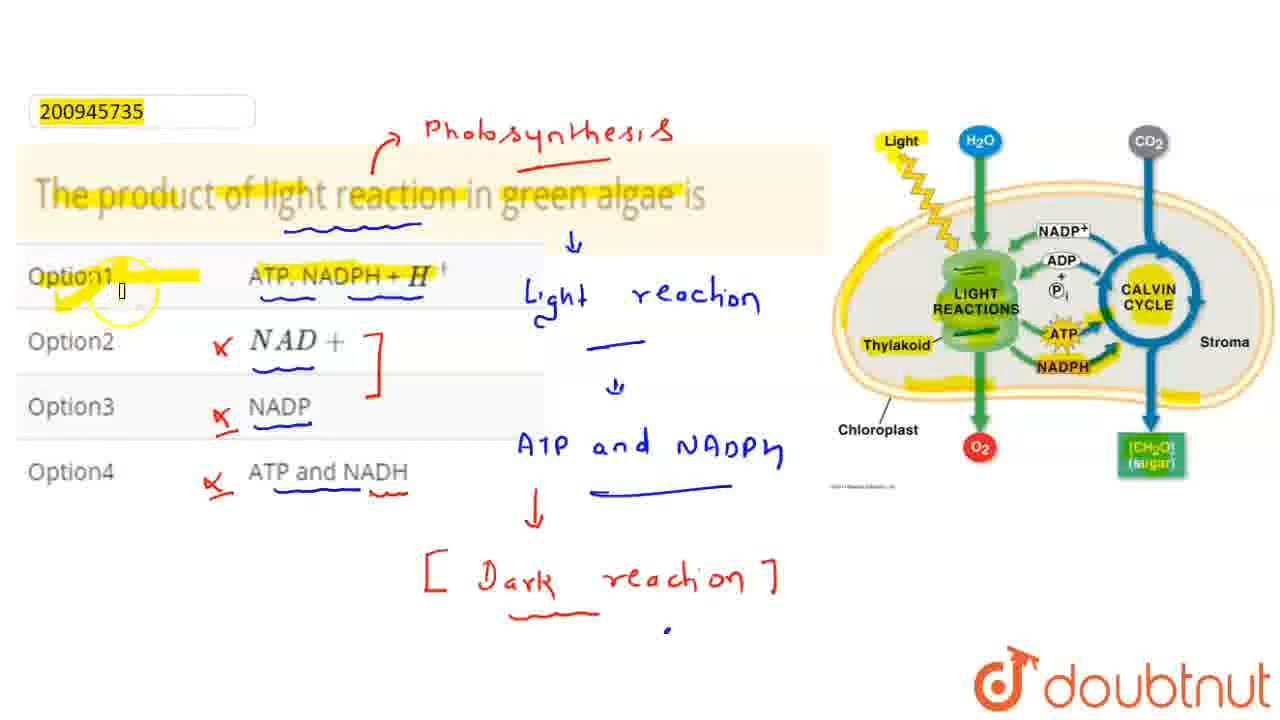 200945735
Photosynthesis
The product of light reaction in green algae is
Option1 ATP. NADPH + H+
Option2 NAD +
Option3 NADP
Option4 ATP and NADH
Light reaction
ATP and NADPH
[ Dark reaction ]
Light
H₂O
CO₂
NADP⁺
ADP
+
Pi
LIGHT
REACTIONS
CALVIN
CYCLE
ATP
Thylakoid
Stroma
NADPH
Chloroplast
O₂
(CH₂O)
(sugar)
doubtnut